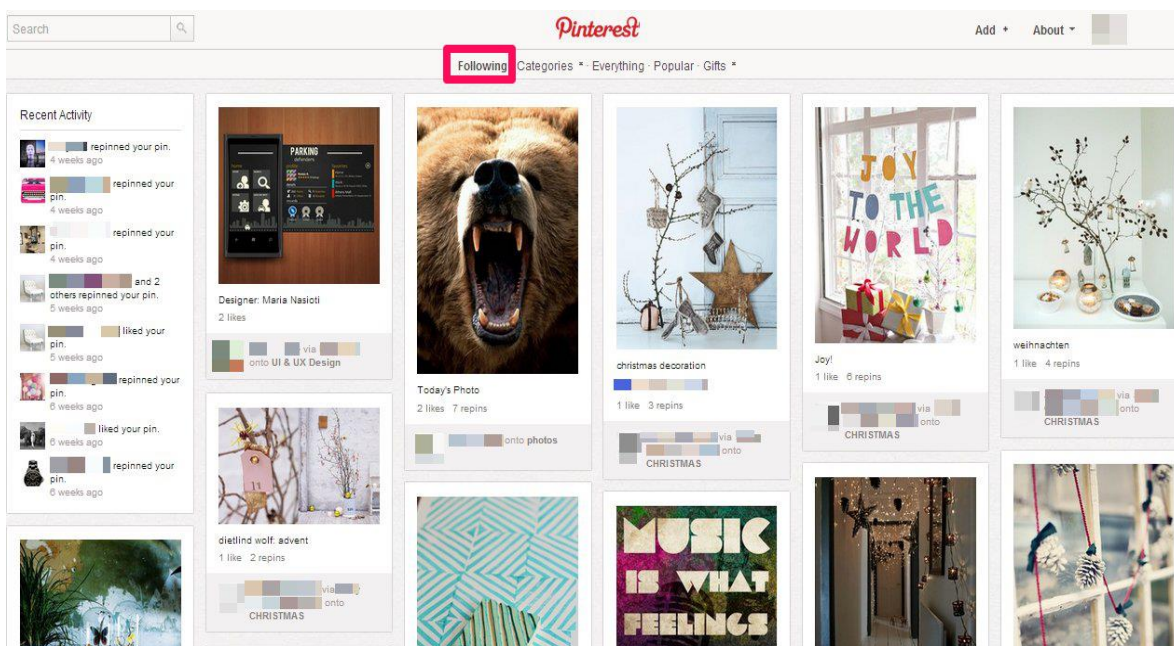 Search
Pinterest
Add +
About
Following · Categories · Everything · Popular · Gifts
Recent Activity
repinned your pin.
4 weeks ago
repinned your
pin.
4 weeks ago
repinned your
pin.
4 weeks ago
and 2
others repinned your pin.
5 weeks ago
liked your
pin.
5 weeks ago
repinned your
pin.
6 weeks ago
liked your pin.
6 weeks ago
repinned your
pin.
6 weeks ago
PARKING
defenders
Designer: Maria Nasioti
2 likes
via
onto UI & UX Design
11
dietlind wolf: advent
1 like 2 repins
via
onto
CHRISTMAS
Today's Photo
2 likes 7 repins
onto photos
christmas decoration
1 like 3 repins
via
onto
CHRISTMAS
MUSIC
IS WHAT
FEELINGS
JOY
TO THE
WORLD
Joy!
1 like 6 repins
via
onto
CHRISTMAS
weihnachten
1 like 4 repins
via
onto
CHRISTMAS